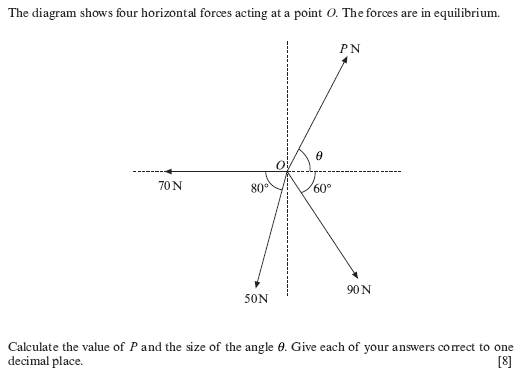 The diagram shows four horizontal forces acting at a point O. The forces are in equilibrium.
P N
θ
O
70 N
80°
60°
50 N
90 N
Calculate the value of P and the size of the angle θ. Give each of your answers correct to one
decimal place.
[8]